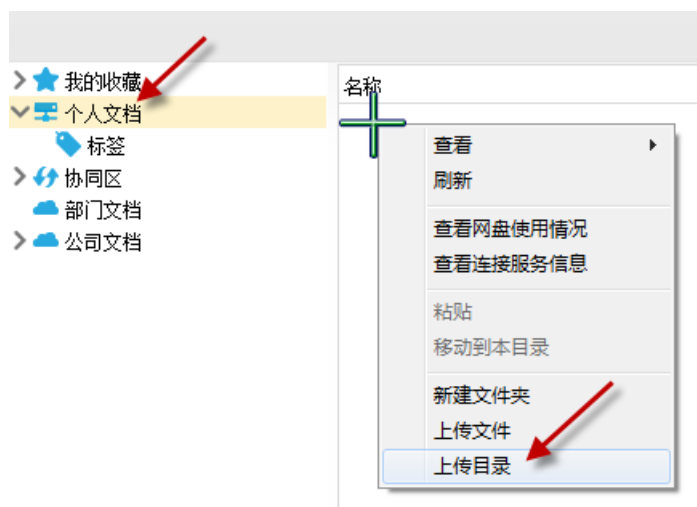 我的收藏
个人文档
标签
协同区
部门文档
公司文档
名称
查看
刷新
查看网盘使用情况
查看连接服务信息
粘贴
移动到本目录
新建文件夹
上传文件
上传目录